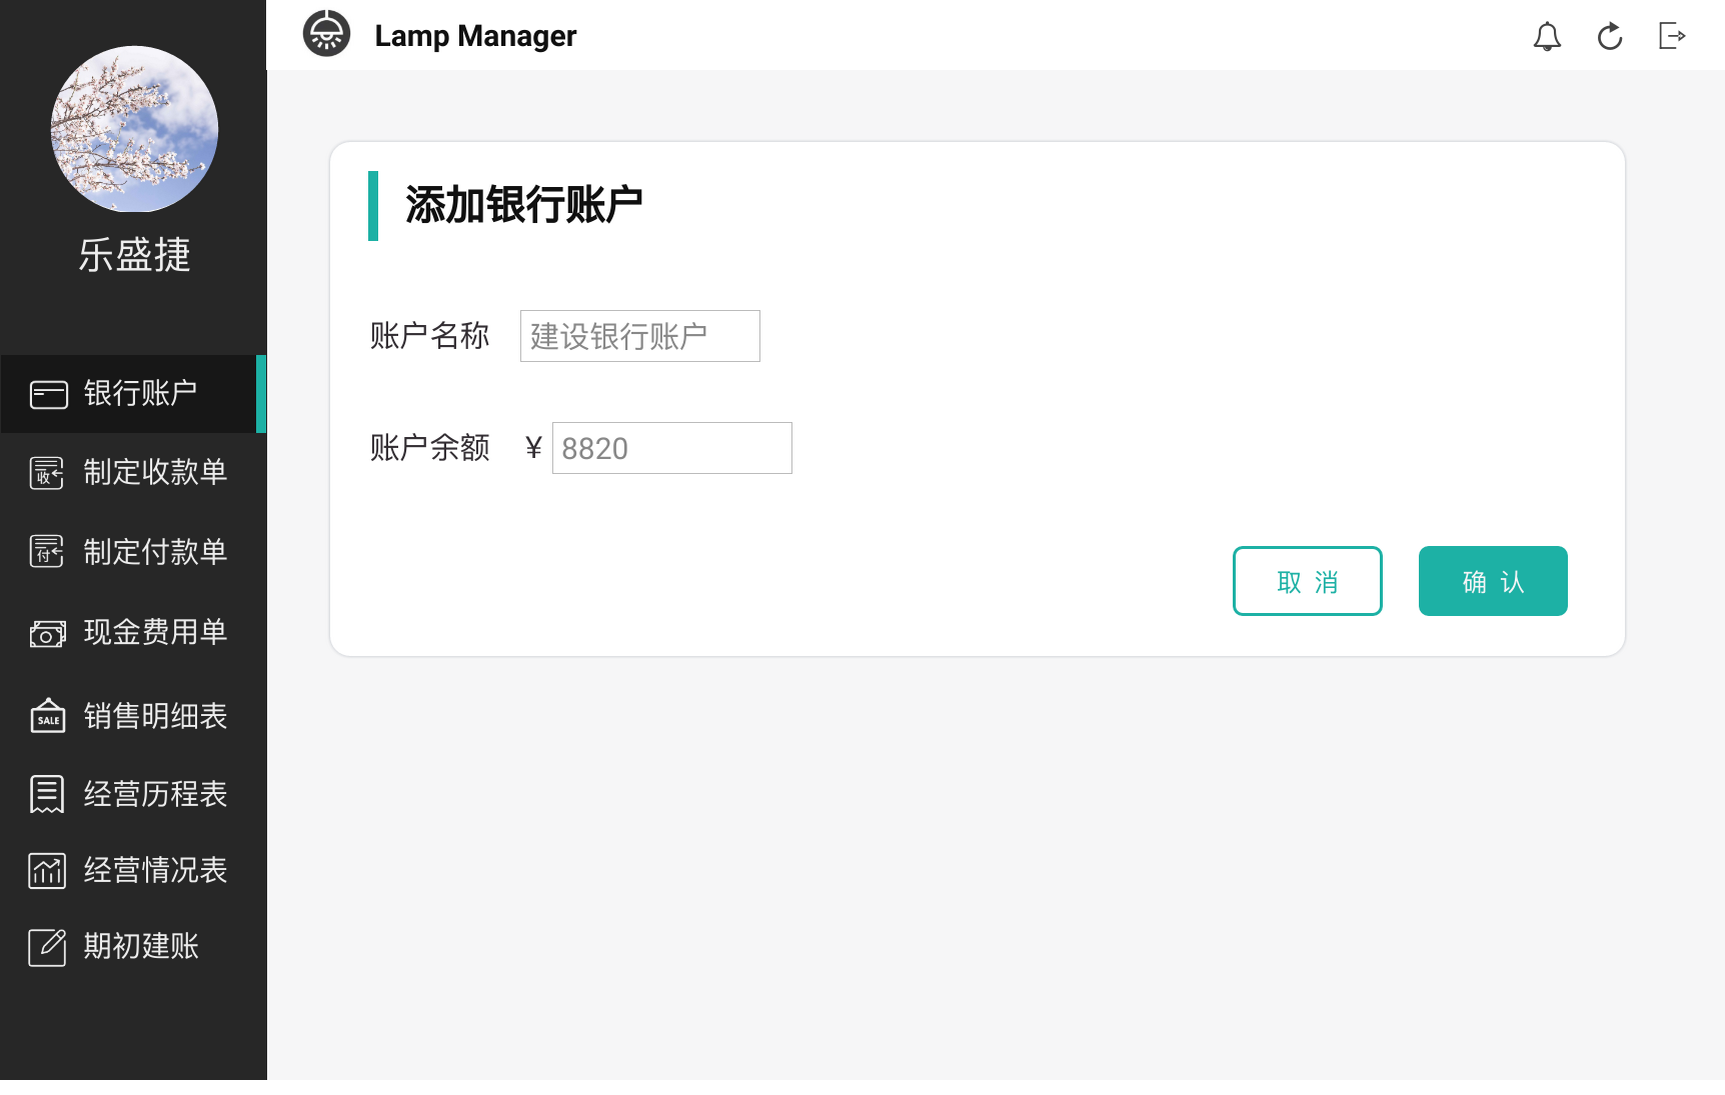 Lamp Manager
乐盛捷
银行账户
收
制定收款单
付
制定付款单
现金费用单
SALE
销售明细表
经营历程表
经营情况表
期初建账
添加银行账户
账户名称 建设银行账户
账户余额 ¥ 8820
取 消 确 认